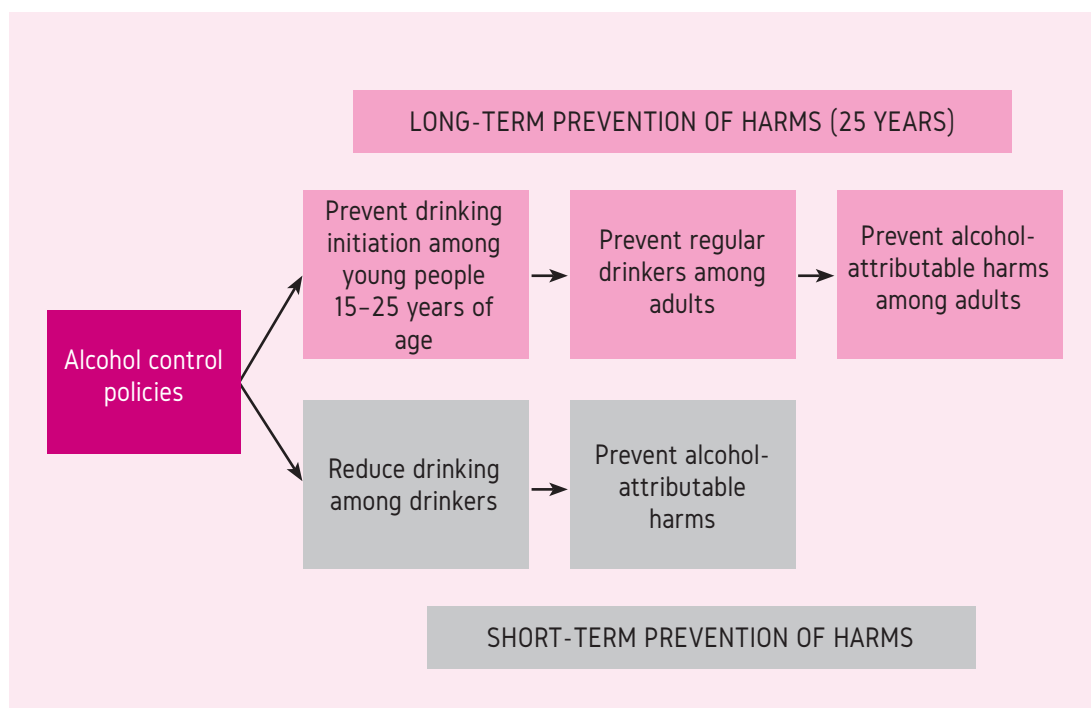 LONG-TERM PREVENTION OF HARMS (25 YEARS)
Prevent drinking
initiation among
young people
15–25 years of
age
Prevent regular
drinkers among
adults
Prevent alcohol-
attributable harms
among adults
Alcohol control
policies
Reduce drinking
among drinkers
Prevent alcohol-
attributable
harms
SHORT-TERM PREVENTION OF HARMS